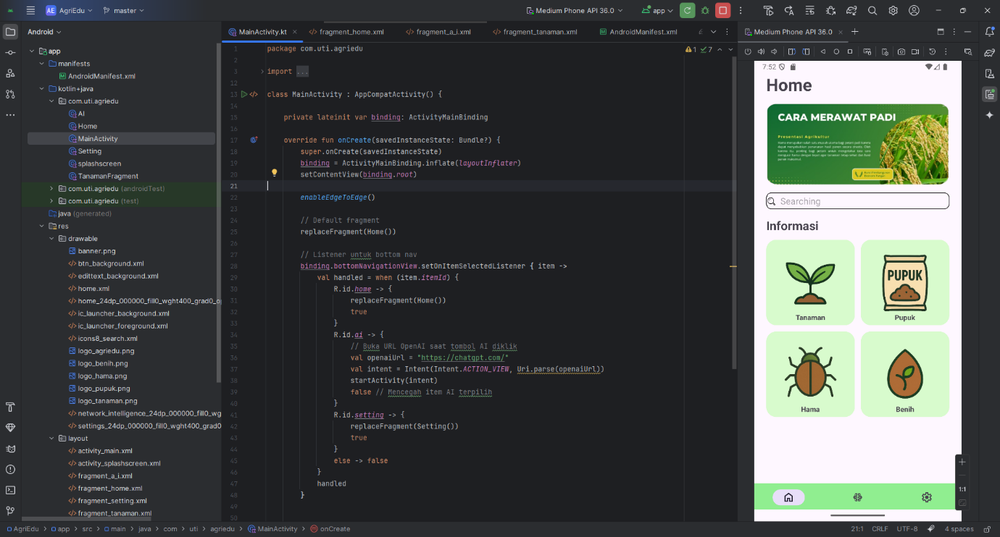 AE AgriEdu master Medium Phone API 36.0 app
Android MainActivity.kt fragment_home.xml fragment_a_i.xml fragment_tanaman.xml AndroidManifest.xml Medium Phone API 36.0
app
manifests
AndroidManifest.xml
kotlin+java
com.uti.agriedu
AI
Home
MainActivity
Setting
splashscreen
TanamanFragment
com.uti.agriedu (androidTest)
com.uti.agriedu (test)
java (generated)
res
drawable
banner.png
btn_background.xml
edittext_background.xml
home.xml
home_24dp_000000_fill0_wght400_grad0_op
ic_launcher_background.xml
ic_launcher_foreground.xml
icons8_search.xml
logo_agriedu.png
logo_benih.png
logo_hama.png
logo_pupuk.png
logo_tanaman.png
network_intelligence_24dp_000000_fill0_wg
settings_24dp_000000_fill0_wght400_grad0
layout
activity_main.xml
activity_splashscreen.xml
fragment_a_i.xml
fragment_home.xml
fragment_setting.xml
fragment_tanaman.xml
1 package com.uti.agriedu
2
3 import ...
12
13 class MainActivity : AppCompatActivity() {
14
15 private lateinit var binding: ActivityMainBinding
16
17 override fun onCreate(savedInstanceState: Bundle?) {
18 super.onCreate(savedInstanceState)
19 binding = ActivityMainBinding.inflate(layoutInflater)
20 setContentView(binding.root)
21
22 enableEdgeToEdge()
23
24 // Default fragment
25 replaceFragment(Home())
26
27 // Listener untuk bottom nav
28 binding.bottomNavigationView.setOnItemSelectedListener { item ->
29 val handled = when (item.itemId) {
30 R.id.home -> {
31 replaceFragment(Home())
32 true
33 }
34 R.id.ai -> {
35 // Buka URL OpenAI saat tombol AI diklik
36 val openaiUrl = "https://chatgpt.com/"
37 val intent = Intent(Intent.ACTION_VIEW, Uri.parse(openaiUrl))
38 startActivity(intent)
39 false // Mencegah item AI terpilih
40 }
41 R.id.setting -> {
42 replaceFragment(Setting())
43 true
44 }
45 else -> false
46 }
47 handled
48 }
49
50
1 7
7:52
Home
CARA MERAWAT PADI
Presentasi Agrikultur
Searching
Informasi
PUPUK
Tanaman Pupuk
Hama Benih
1:1
AgriEdu app src main java com uti agriedu MainActivity onCreate 21:1 CRLF UTF-8 4 spaces